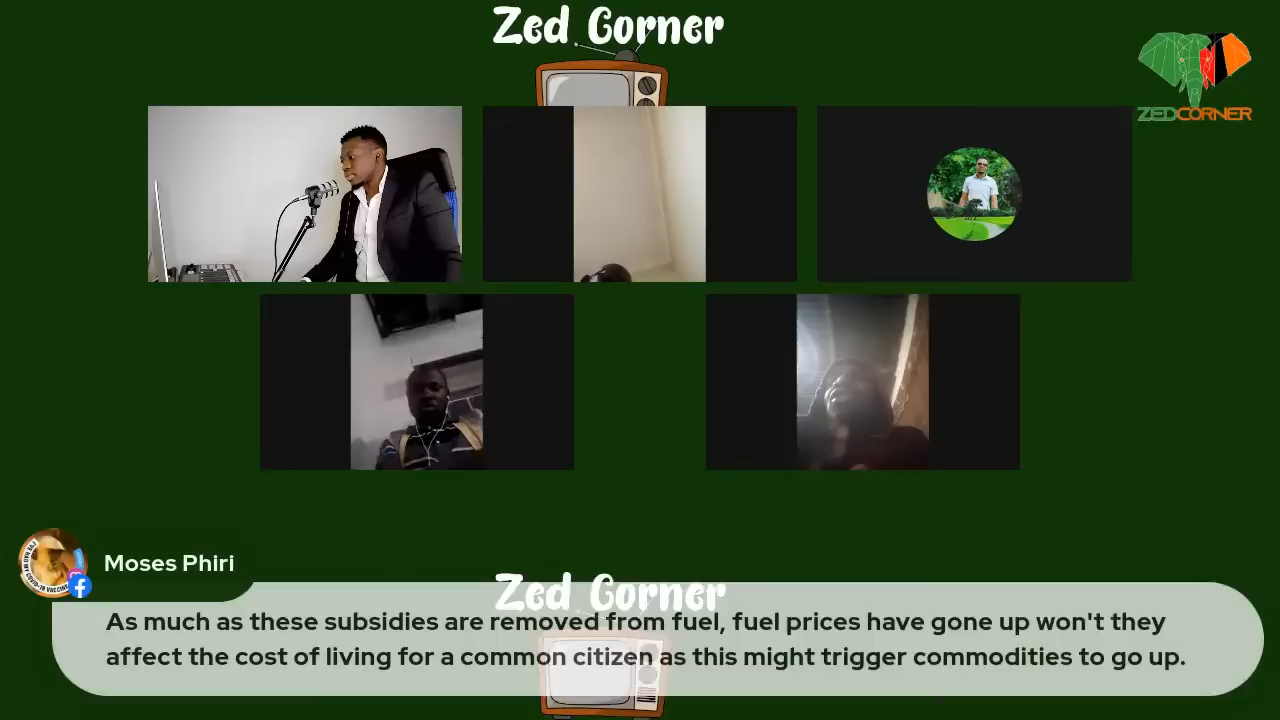 Zed Corner
ZEDCORNER
Moses Phiri
Zed Corner
As much as these subsidies are removed from fuel, fuel prices have gone up won't they
affect the cost of living for a common citizen as this might trigger commodities to go up.